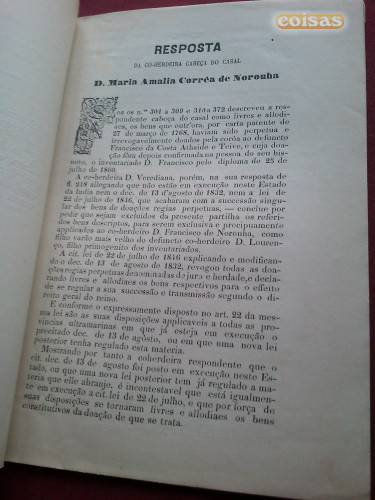 coisas
RESPOSTA
DA CO-HERDEIRA CABEÇA DO CASAL
D. Maria Amalia Corrêa de Noronha
os n.os 301 a 309 e 310 a 372 descreveu a res-
pondente cabeça do casal como livres e allo-
diaes, os bens que outr'ora, por carta patente de
27 de março de 1768, haviam sido perpetua e
irrevogavelmente doados pela corôa ao defuncto
Francisco da Costa Athaide e Teive, e cuja doa-
ção fôra depois confirmada na pessoa do seu bis-
neto, o inventariado D. Francisco pelo diploma de 25 de
julho de 1860.
A co-herdeira D. Verediana, porém, na sua resposta de
fl. 218 allegando que não estão em execução neste Estado
da India nem o dec. de 13 d'agosto de 1832, nem a lei de
22 de julho de 1846, que acabaram com a successão singu-
lar dos bens de doações regias perpetuas, — conclue por
pedir que sejam excluidos da presente partilha os referi-
dos bens descriptos, para serem exclusiva e precipuamente
applicados ao co-herdeiro D. Francisco de Noronha, como
filho varão mais velho do defuncto co-herdeiro D. Louren-
ço, filho primogenito dos inventariados.
A cit. lei de 22 de julho de 1846 explicando e modifican-
do o dec. de 13 de agosto de 1832, revogou todas as doa-
ções regias perpetuas de juro e herdade, e decla-
rando livres e allodiaes os bens respectivos para o effeito
de se regular a sua successão e transmissão segundo o di-
reito geral do reino.
E conforme o expressamente disposto no art. 22 da mesma
lei são as suas disposições applicaveis a todas as pro-
vincias ultramarinas em que já esteja em execução o
precitado dec. de 13 de agosto, ou em que uma nova lei
posterior tenha regulado esta materia.
Mostrando por tanto a coherdeira respondente que o
cit. dec. de 13 de agosto foi posto em execução neste Es-
tado, ou que uma nova lei posterior tem já regulado a ma-
teria que elle abranje, é incontestavel que está igualmen-
te em execução a cit. lei de 22 de julho, e que por força de
suas disposições se tornaram livres e allodiaes os bens
constitutivos da doação de que se trata.